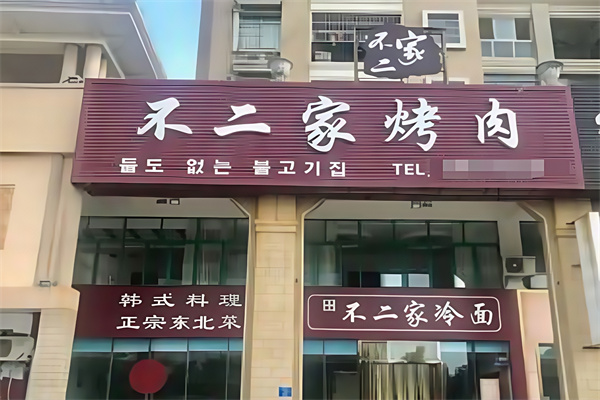 不二家
不二家烤肉
둘도 없는 불고기집 TEL.
韩式料理
正宗东北菜
田 不二家冷面